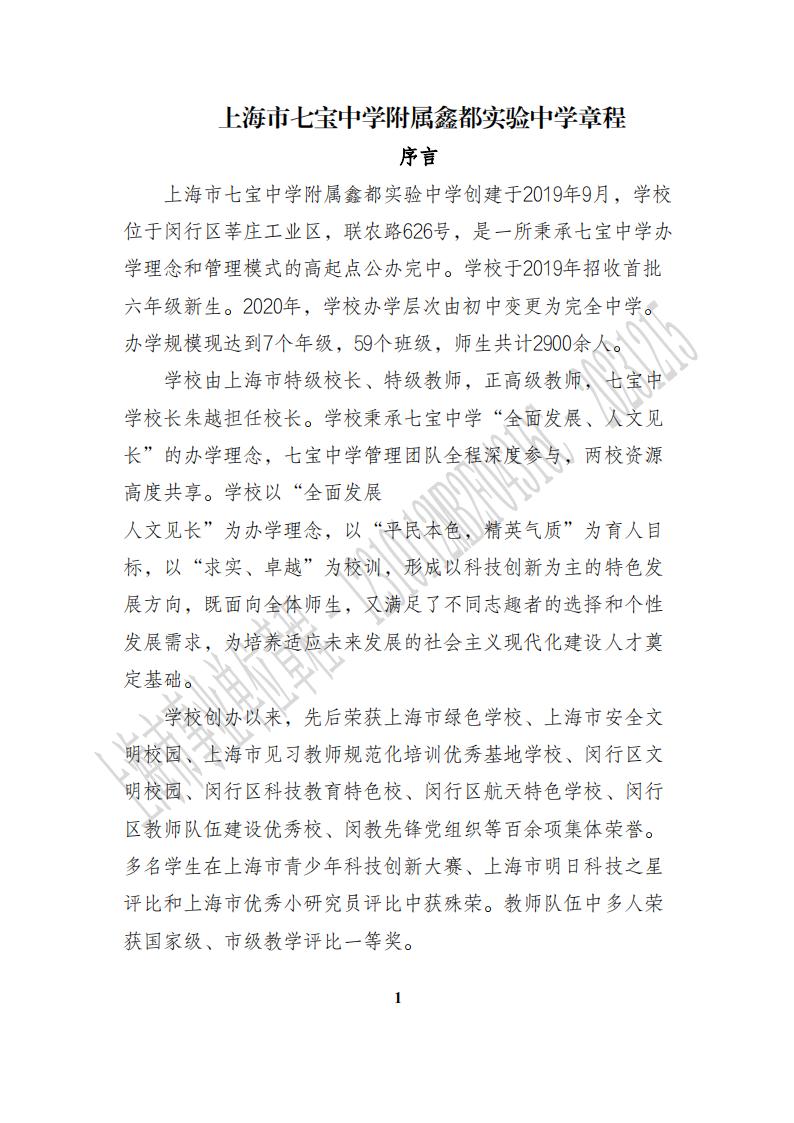 上海市七宝中学附属鑫都实验中学章程
序言
上海市七宝中学附属鑫都实验中学创建于2019年9月，学校
位于闵行区莘庄工业区，联农路626号，是一所秉承七宝中学办
学理念和管理模式的高起点公办完中。学校于2019年招收首批
六年级新生。2020年，学校办学层次由初中变更为完全中学。
办学规模现达到7个年级，59个班级，师生共计2900余人。
学校由上海市特级校长、特级教师，正高级教师，七宝中
学校长朱越担任校长。学校秉承七宝中学“全面发展、人文见
长”的办学理念，七宝中学管理团队全程深度参与，两校资源
高度共享。学校以“全面发展
人文见长”为办学理念，以“平民本色，精英气质”为育人目
标，以“求实、卓越”为校训，形成以科技创新为主的特色发
展方向，既面向全体师生，又满足了不同志趣者的选择和个性
发展需求，为培养适应未来发展的社会主义现代化建设人才奠
定基础。
学校创办以来，先后荣获上海市绿色学校、上海市安全文
明校园、上海市见习教师规范化培训优秀基地学校、闵行区文
明校园、闵行区科技教育特色校、闵行区航天特色学校、闵行
区教师队伍建设优秀校、闵教先锋党组织等百余项集体荣誉。
多名学生在上海市青少年科技创新大赛、上海市明日科技之星
评比和上海市优秀小研究员评比中获殊荣。教师队伍中多人荣
获国家级、市级教学评比一等奖。
1